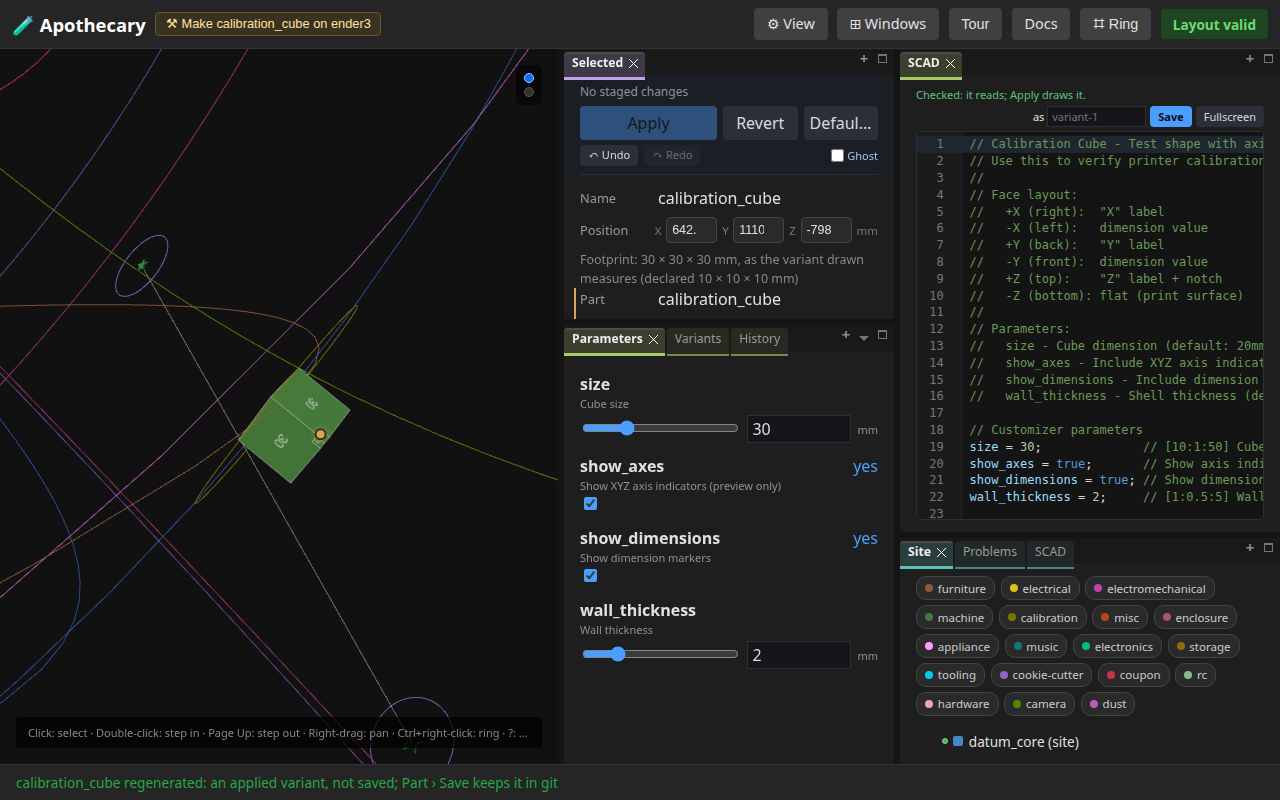 🧪 Apothecary
⚒ Make calibration_cube on ender3
⚙ View
⊞ Windows
Tour
Docs
⌗ Ring
Layout valid
30
30
Click: select · Double-click: step in · Page Up: step out · Right-drag: pan · Ctrl+right-click: ring · ?: ...
Selected
No staged changes
Apply
Revert
Defaul...
↶ Undo
↷ Redo
Ghost
Name calibration_cube
Position X 642. Y 1110 Z -798 mm
Footprint: 30 × 30 × 30 mm, as the variant drawn
measures (declared 10 × 10 × 10 mm)
Part calibration_cube
Parameters
Variants
History
size
Cube size
30 mm
show_axes yes
Show XYZ axis indicators (preview only)
show_dimensions yes
Show dimension markers
wall_thickness
Wall thickness
2 mm
SCAD
Checked: it reads; Apply draws it.
as variant-1 Save Fullscreen
1 // Calibration Cube - Test shape with axi
2 // Use this to verify printer calibration
3 //
4 // Face layout:
5 //   +X (right):  "X" label
6 //   -X (left):   dimension value
7 //   +Y (back):   "Y" label
8 //   -Y (front):  dimension value
9 //   +Z (top):    "Z" label + notch
10 //   -Z (bottom): flat (print surface)
11 //
12 // Parameters:
13 //   size - Cube dimension (default: 20mm
14 //   show_axes - Include XYZ axis indicat
15 //   show_dimensions - Include dimension
16 //   wall_thickness - Shell thickness (de
17
18 // Customizer parameters
19 size = 30;              // [10:1:50] Cube
20 show_axes = true;       // Show axis indi
21 show_dimensions = true; // Show dimension
22 wall_thickness = 2;     // [1:0.5:5] Wall
23
Site
Problems
SCAD
furniture
electrical
electromechanical
machine
calibration
misc
enclosure
appliance
music
electronics
storage
tooling
cookie-cutter
coupon
rc
hardware
camera
dust
datum_core (site)
calibration_cube regenerated: an applied variant, not saved; Part › Save keeps it in git